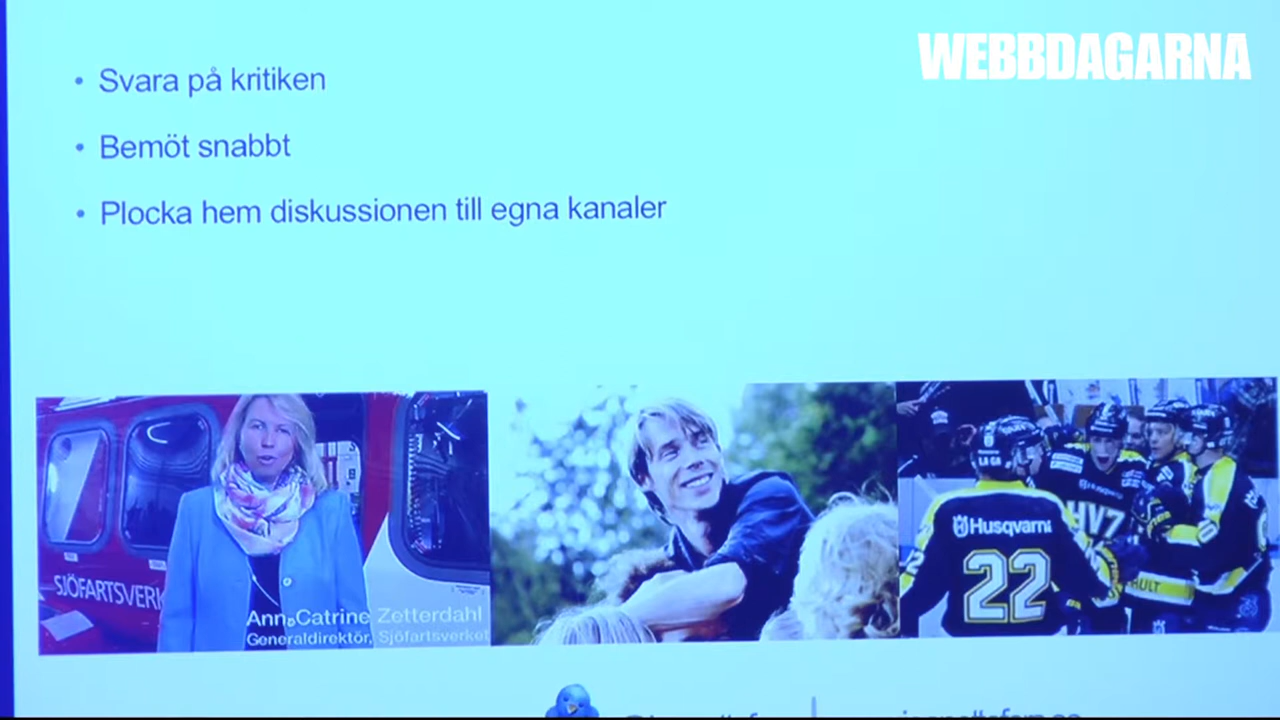 WEBBDAGARNA
• Svara på kritiken
• Bemöt snabbt
• Plocka hem diskussionen till egna kanaler
SJÖFARTSVERK
Ann-Catrine Zetterdahl
Generaldirektör, Sjöfartsverket
Husqvarna
22
HV7